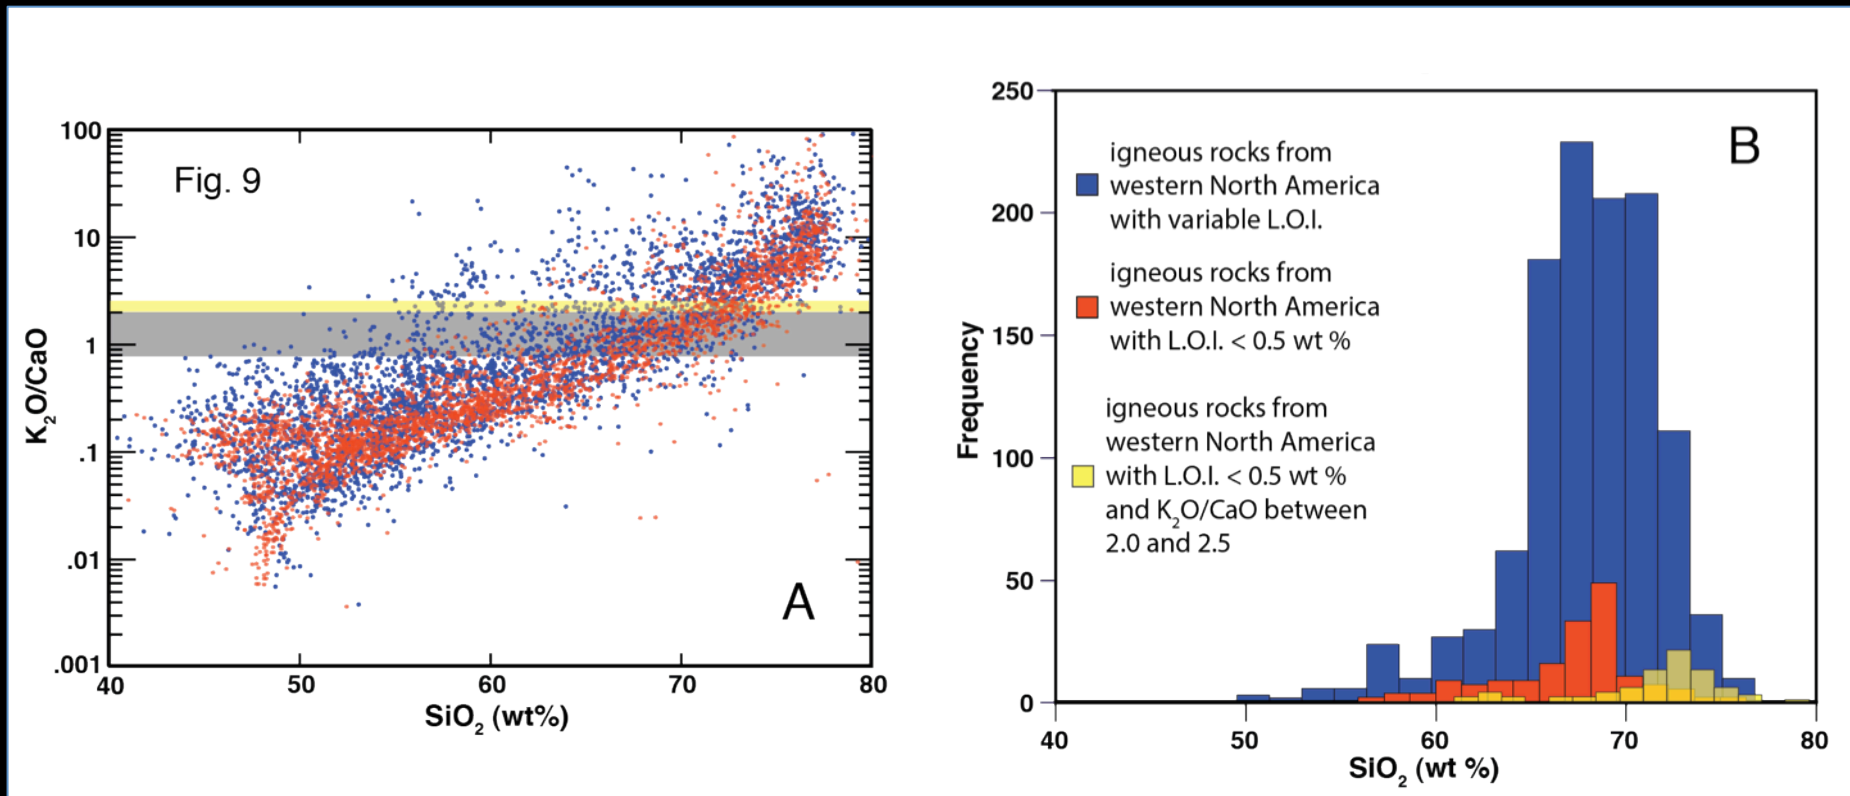 Fig. 9
A
100
10
1
.1
.01
.001
K2O/CaO
40 50 60 70 80
SiO2 (wt%)
B
250
200
150
100
50
0
Frequency
igneous rocks from
western North America
with variable L.O.I.
igneous rocks from
western North America
with L.O.I. < 0.5 wt %
igneous rocks from
western North America
with L.O.I. < 0.5 wt %
and K2O/CaO between
2.0 and 2.5
40 50 60 70 80
SiO2 (wt %)